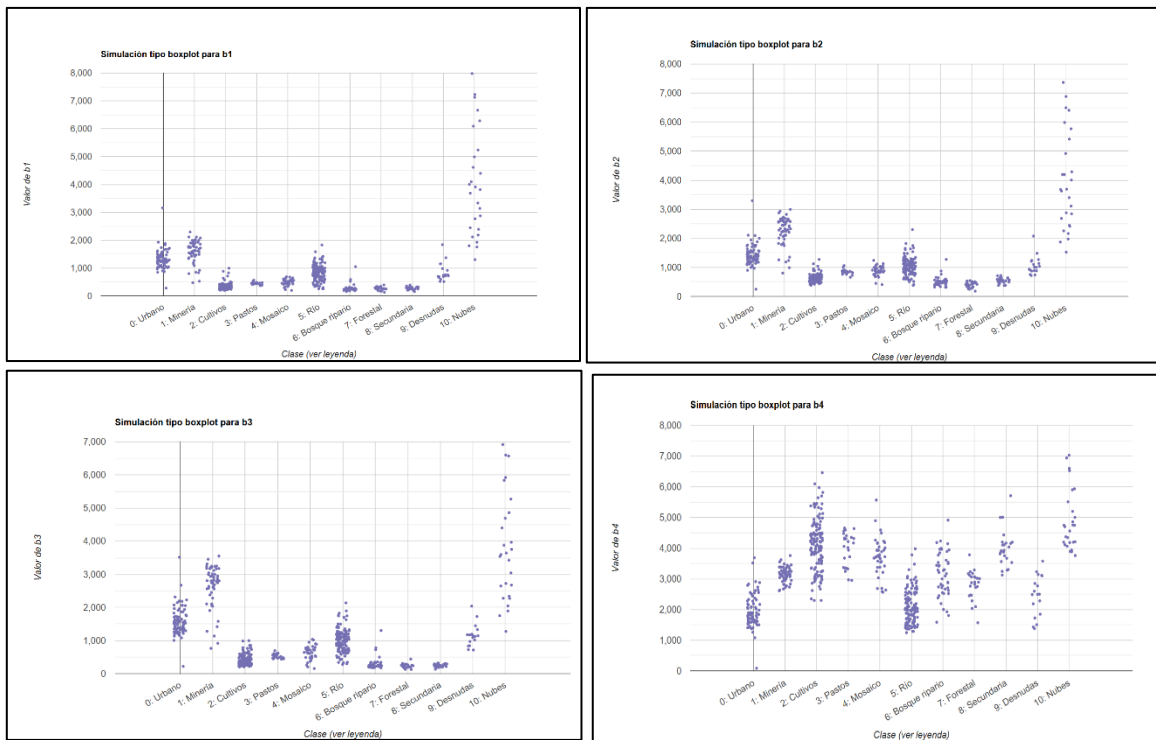 Simulación tipo boxplot para b1
Valor de b1
8,000
7,000
6,000
5,000
4,000
3,000
2,000
1,000
0
0: Urbano
1: Minería
2: Cultivos
3: Pastos
4: Mosaico
5: Río
6: Bosque ripario
7: Forestal
8: Secundaria
9: Desnudas
10: Nubes
Clase (ver leyenda)
Simulación tipo boxplot para b2
Valor de b2
8,000
7,000
6,000
5,000
4,000
3,000
2,000
1,000
0
0: Urbano
1: Minería
2: Cultivos
3: Pastos
4: Mosaico
5: Río
6: Bosque ripario
7: Forestal
8: Secundaria
9: Desnudas
10: Nubes
Clase (ver leyenda)
Simulación tipo boxplot para b3
Valor de b3
7,000
6,000
5,000
4,000
3,000
2,000
1,000
0
0: Urbano
1: Minería
2: Cultivos
3: Pastos
4: Mosaico
5: Río
6: Bosque ripario
7: Forestal
8: Secundaria
9: Desnudas
10: Nubes
Clase (ver leyenda)
Simulación tipo boxplot para b4
Valor de b4
8,000
7,000
6,000
5,000
4,000
3,000
2,000
1,000
0
0: Urbano
1: Minería
2: Cultivos
3: Pastos
4: Mosaico
5: Río
6: Bosque ripario
7: Forestal
8: Secundaria
9: Desnudas
10: Nubes
Clase (ver leyenda)